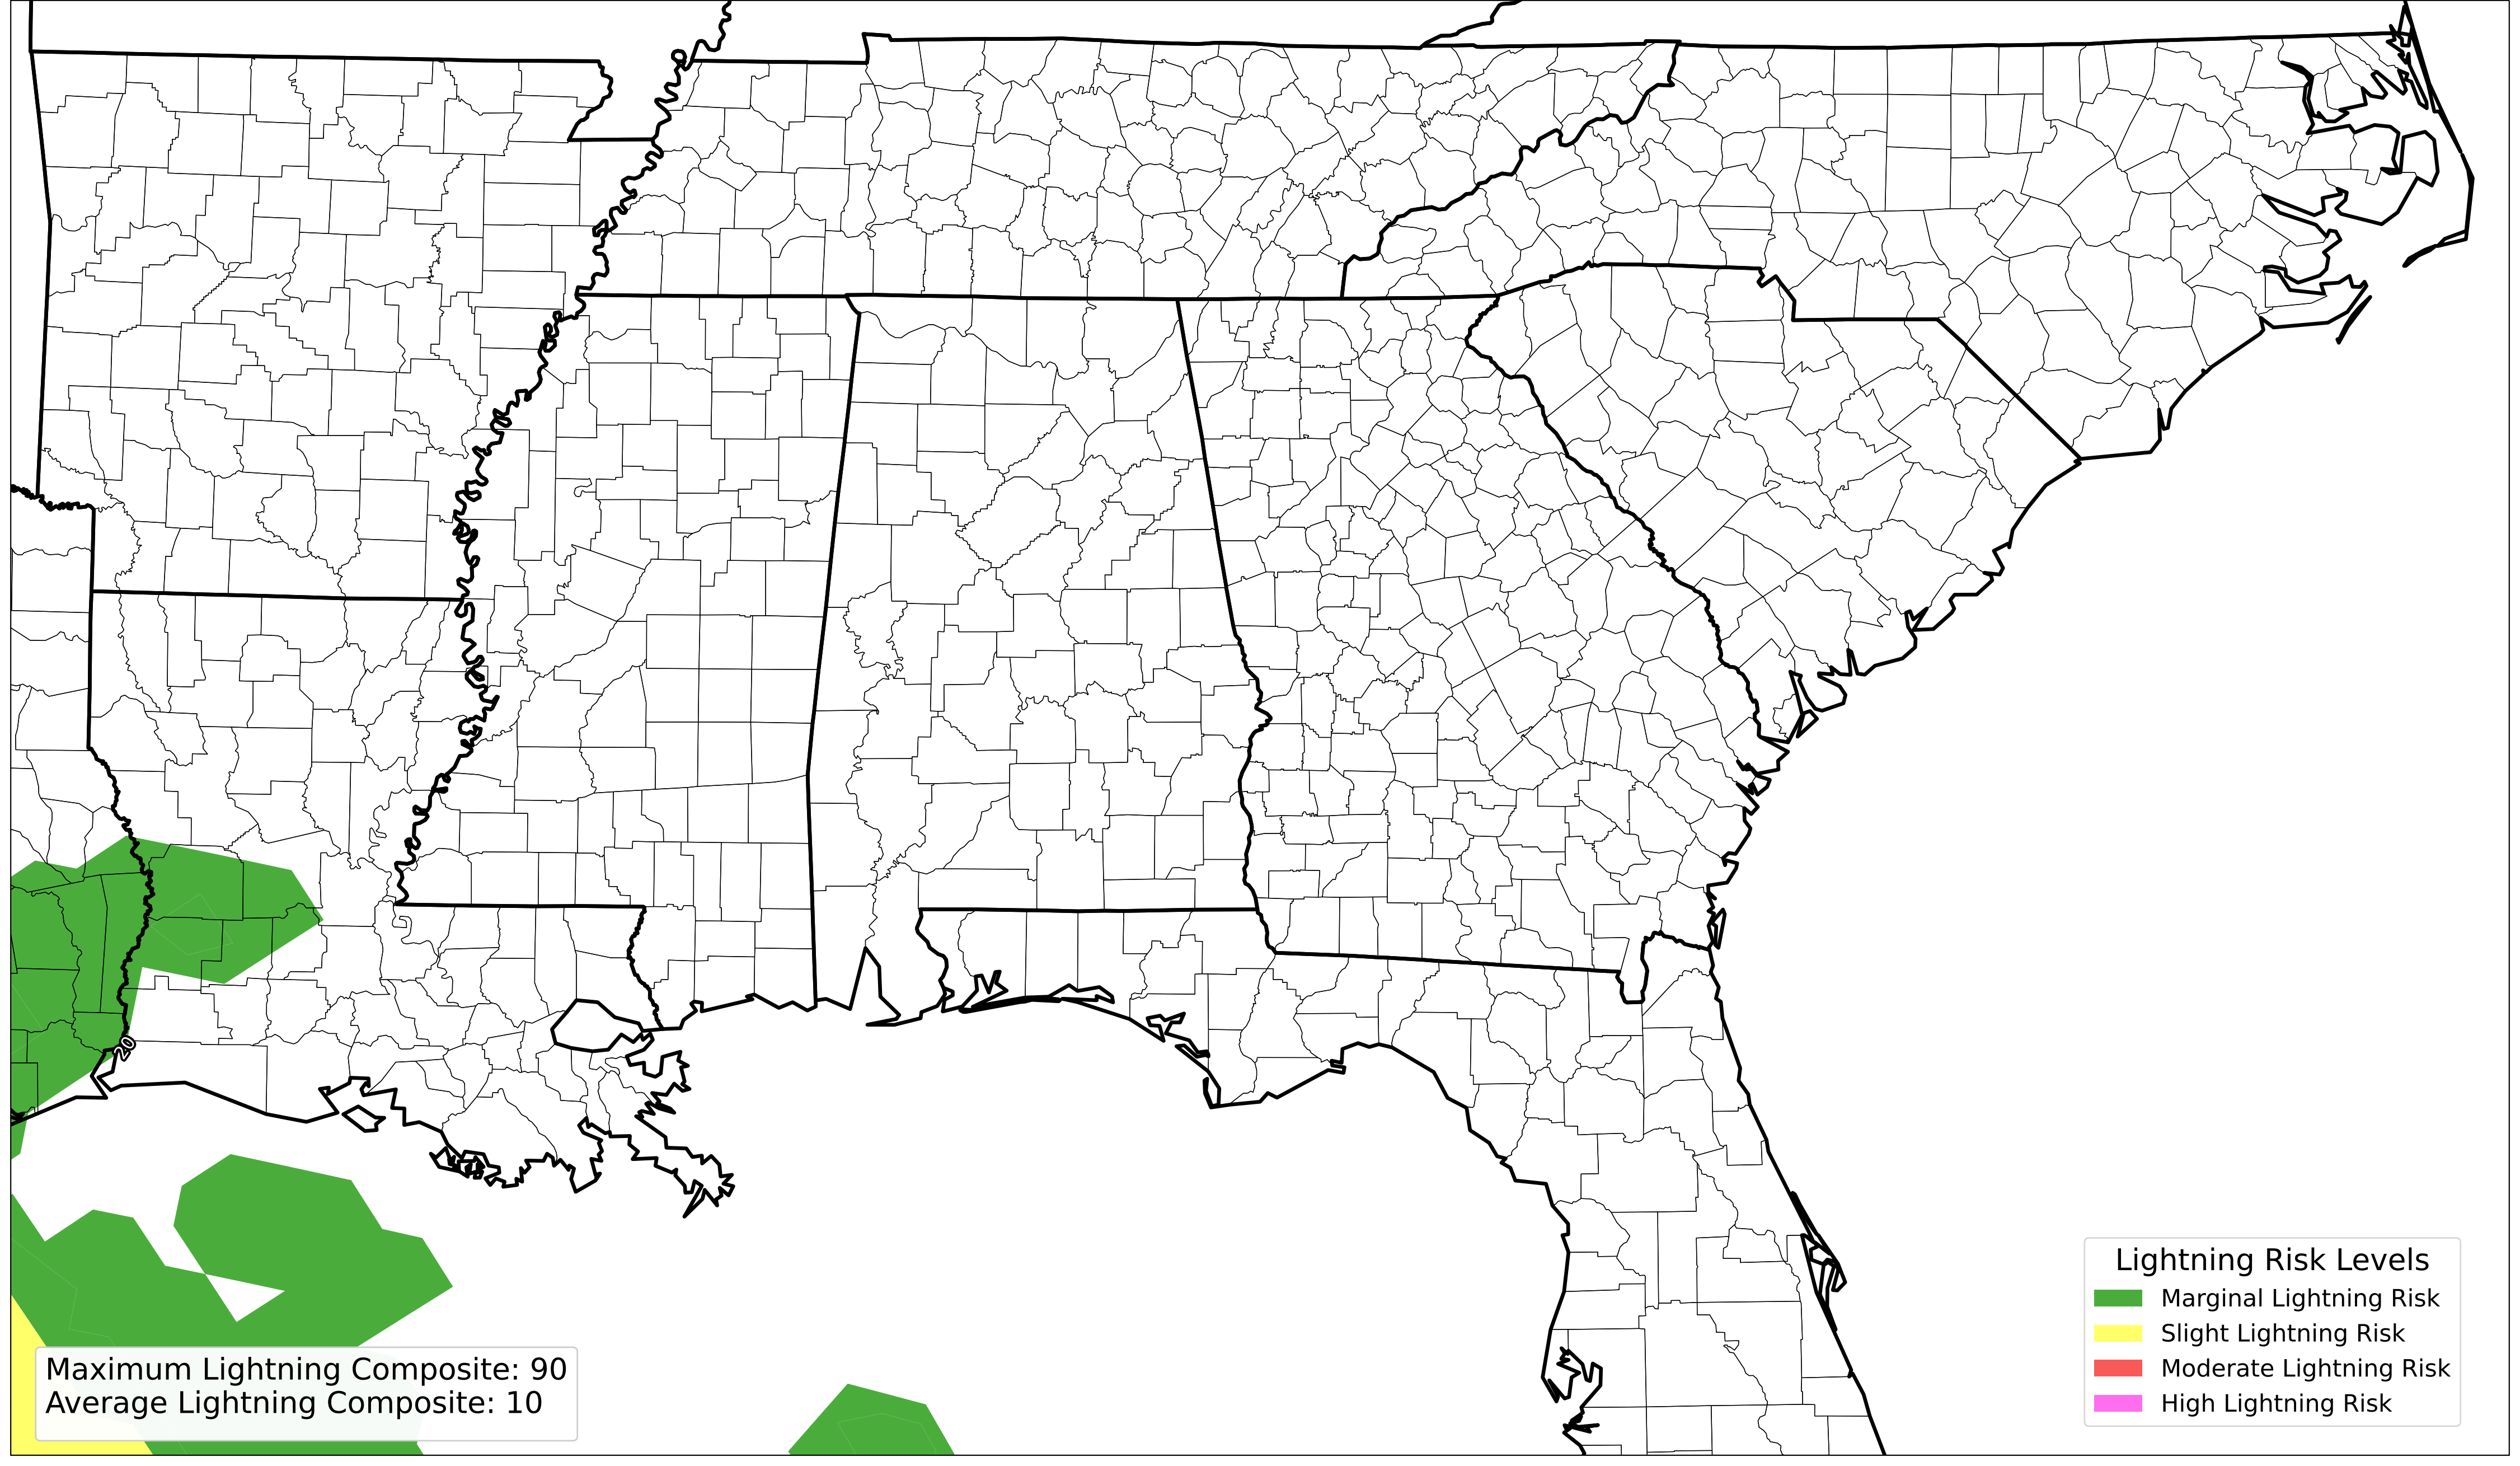 20
Maximum Lightning Composite: 90
Average Lightning Composite: 10
Lightning Risk Levels
Marginal Lightning Risk
Slight Lightning Risk
Moderate Lightning Risk
High Lightning Risk